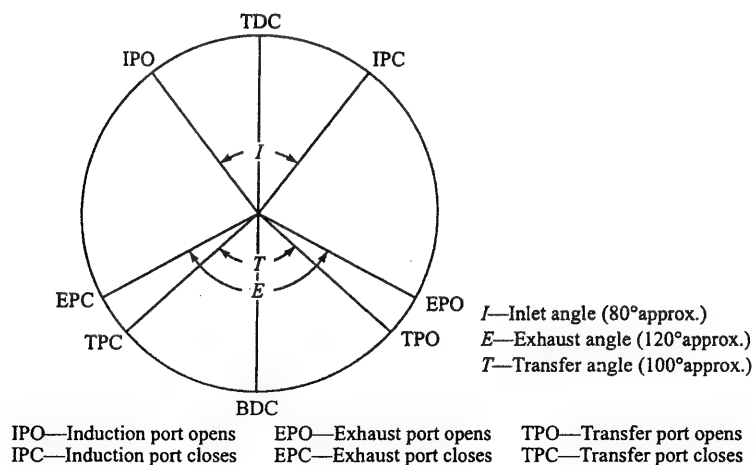 TDC
IPO
IPC
I
T
E
EPC
EPO
TPC
TPO
BDC
I—Inlet angle (80°approx.)
E—Exhaust angle (120°approx.)
T—Transfer angle (100°approx.)
IPO—Induction port opens EPO—Exhaust port opens TPO—Transfer port opens
IPC—Induction port closes EPC—Exhaust port closes TPC—Transfer port closes